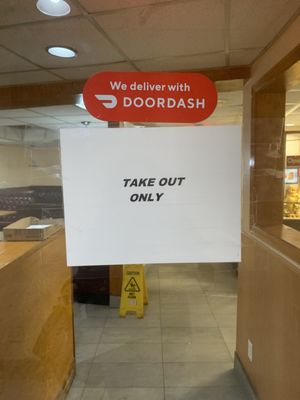 We deliver with
DOORDASH
TAKE OUT
ONLY
CAUTION